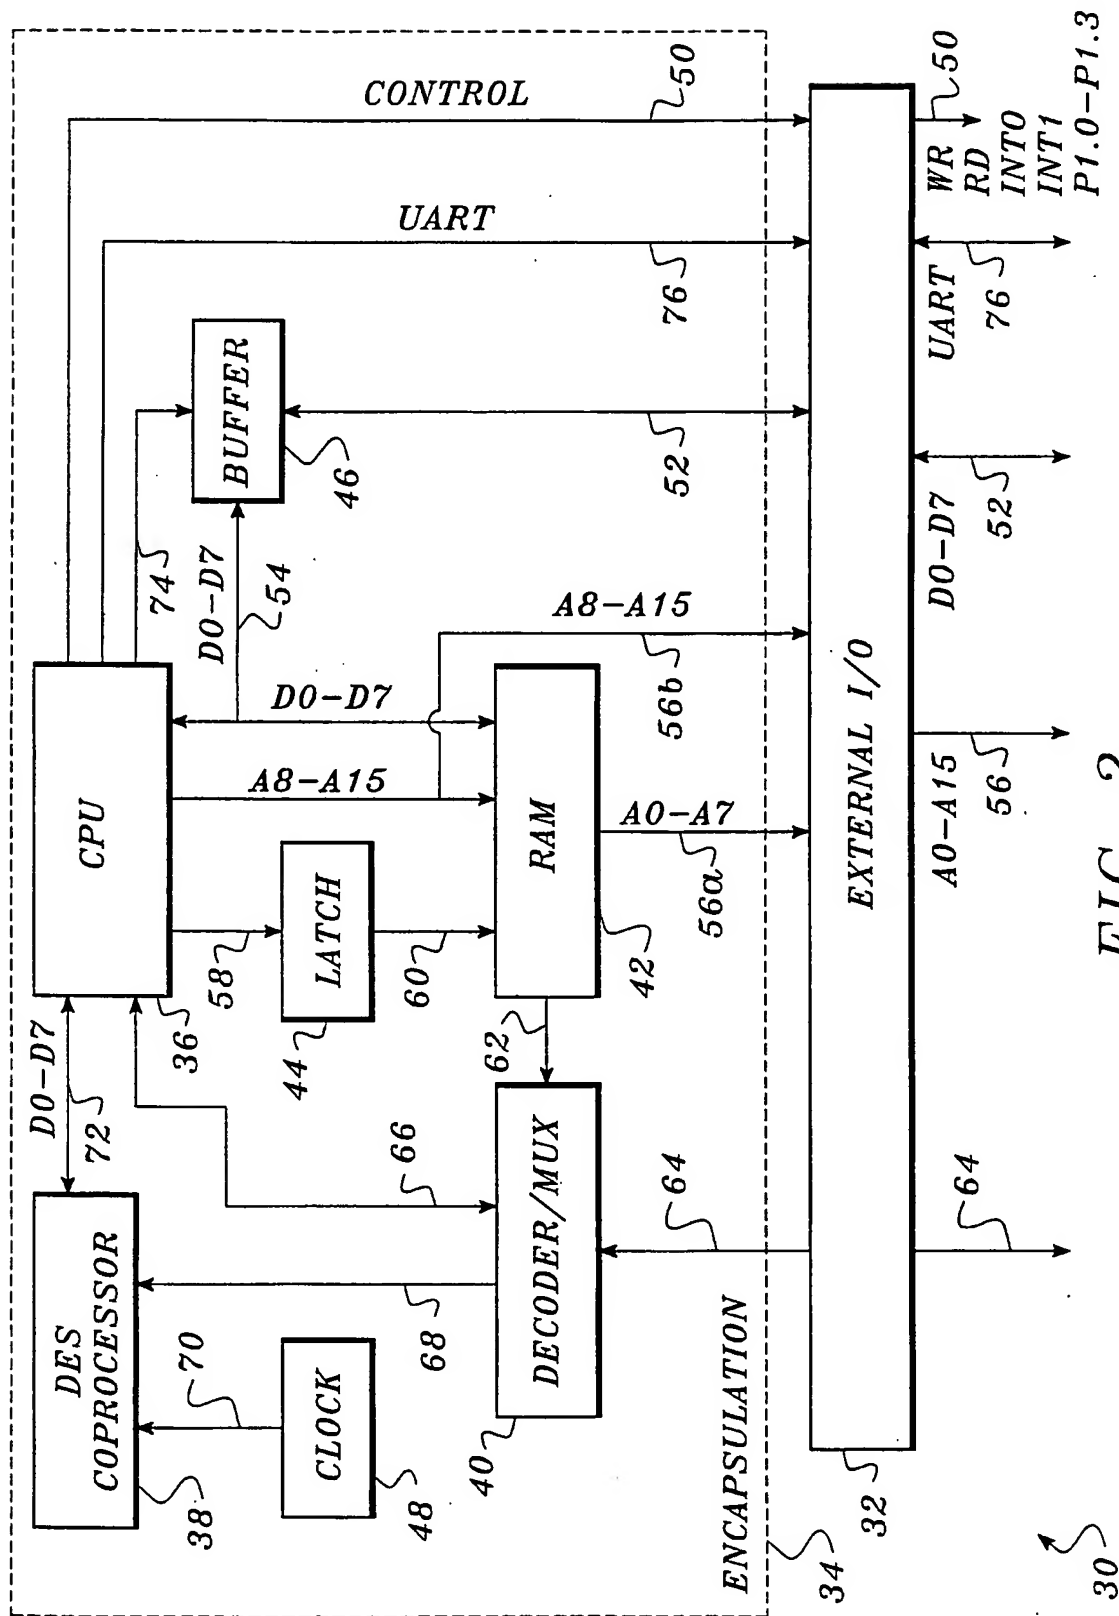 DES
COPROCESSOR
38
70
CLOCK
48
68
66
D0-D7
72
CPU
36
58
LATCH
44
60
A8-A15
D0-D7
74
D0-D7
54
BUFFER
46
UART
CONTROL
DECODER/MUX
40
62
RAM
42
A0-A7
56a
A8-A15
56b
52
76
50
64
ENCAPSULATION
34
EXTERNAL I/O
32
64
A0-A15
56
D0-D7
52
UART
76
WR
RD
INT0
INT1
P1.0-P1.3
50
30
FIG.